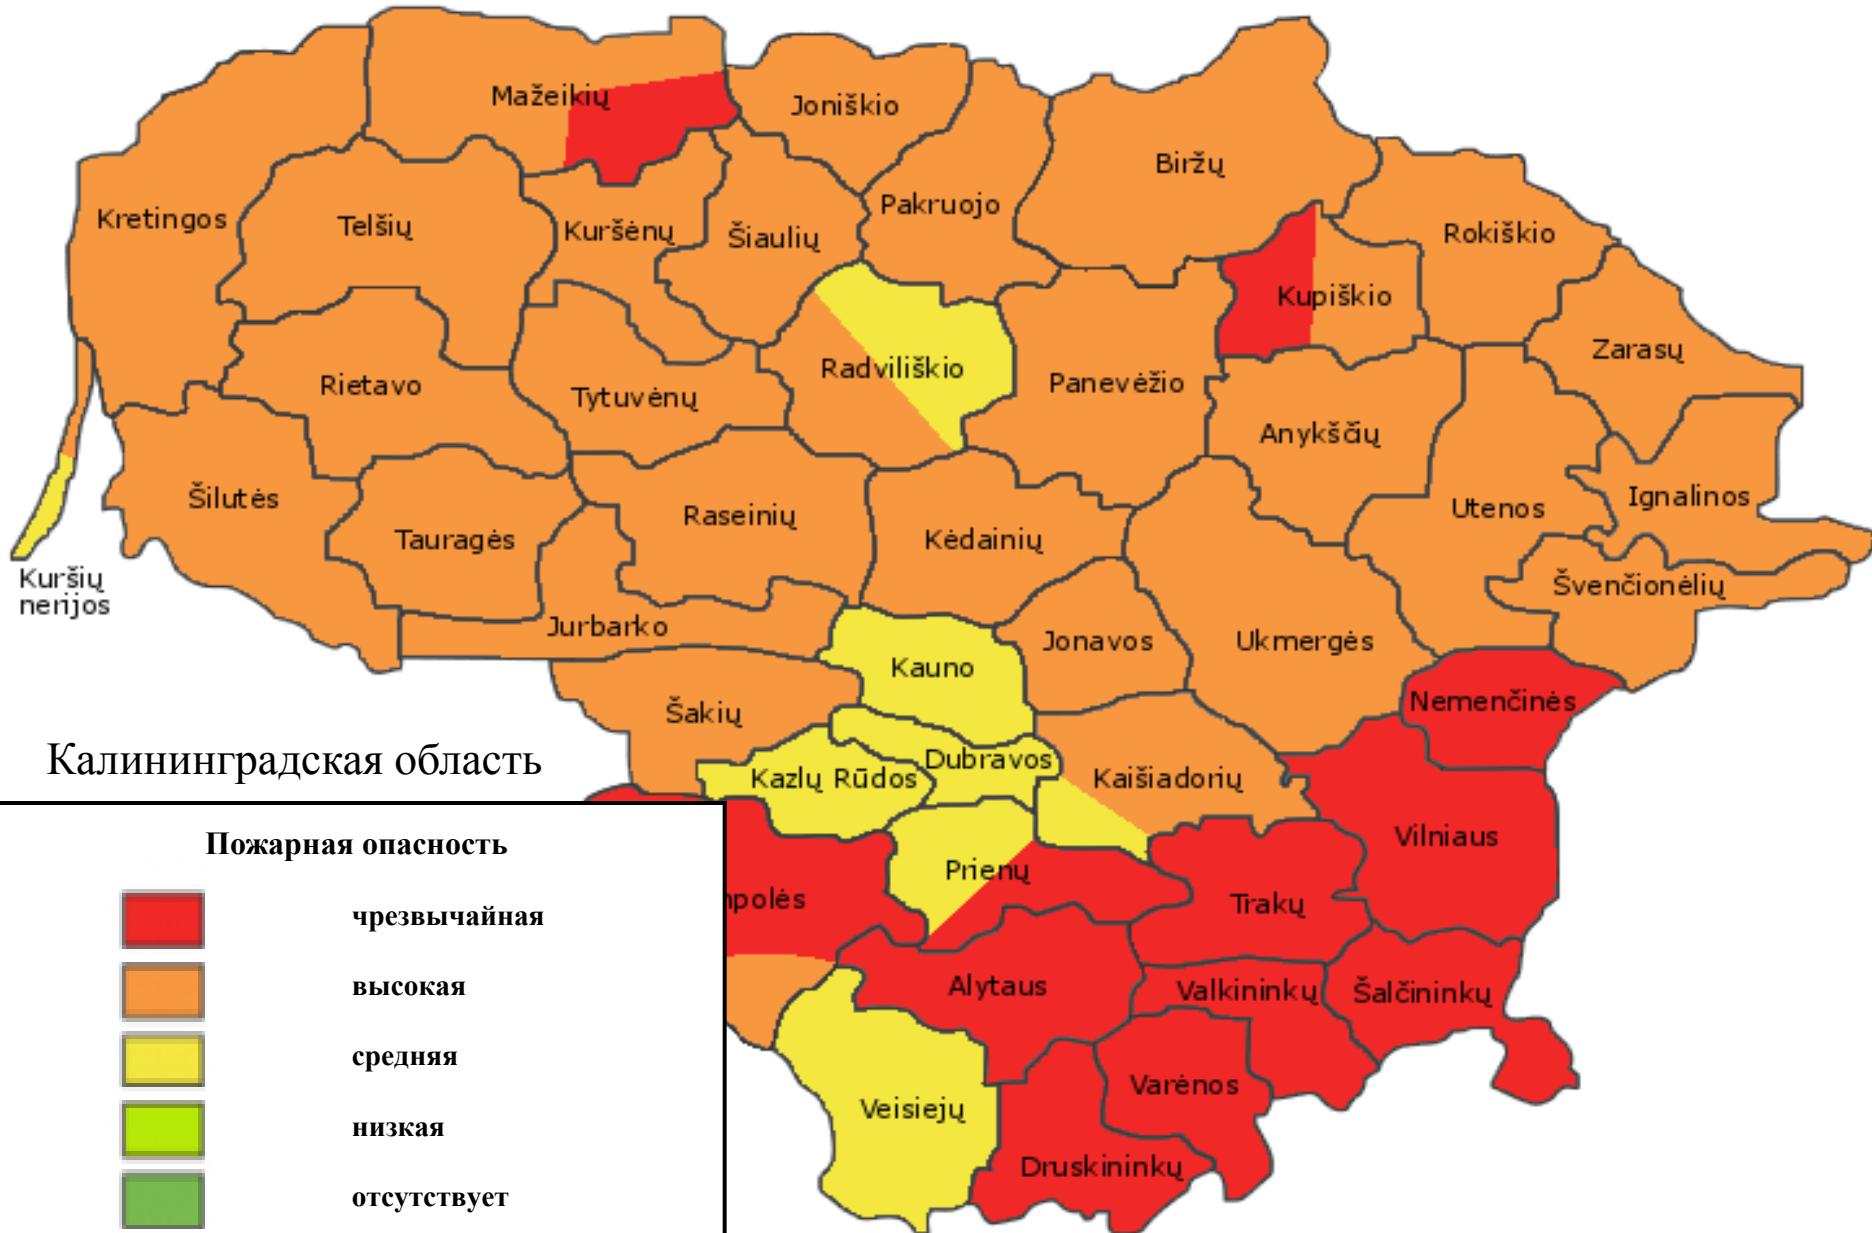 Mažeikių
Joniškio
Biržų
Kretingos
Telšių
Kuršėnų
Šiaulių
Pakruojo
Rokiškio
Kupiškio
Zarasų
Rietavo
Tytuvėnų
Radviliškio
Panevėžio
Anykščių
Šilutės
Tauragės
Raseinių
Kėdainių
Utenos
Ignalinos
Kuršių
nerijos
Švenčionėlių
Jurbarko
Kauno
Jonavos
Ukmergės
Šakių
Nemenčinės
Калининградская область
Kazlų Rūdos
Dubravos
Kaišiadorių
Vilniaus
Prienų
Trakų
npolės
Alytaus
Valkininkų
Šalčininkų
Varėnos
Veisiejų
Druskininkų
Пожарная опасность
чрезвычайная
высокая
средняя
низкая
отсутствует